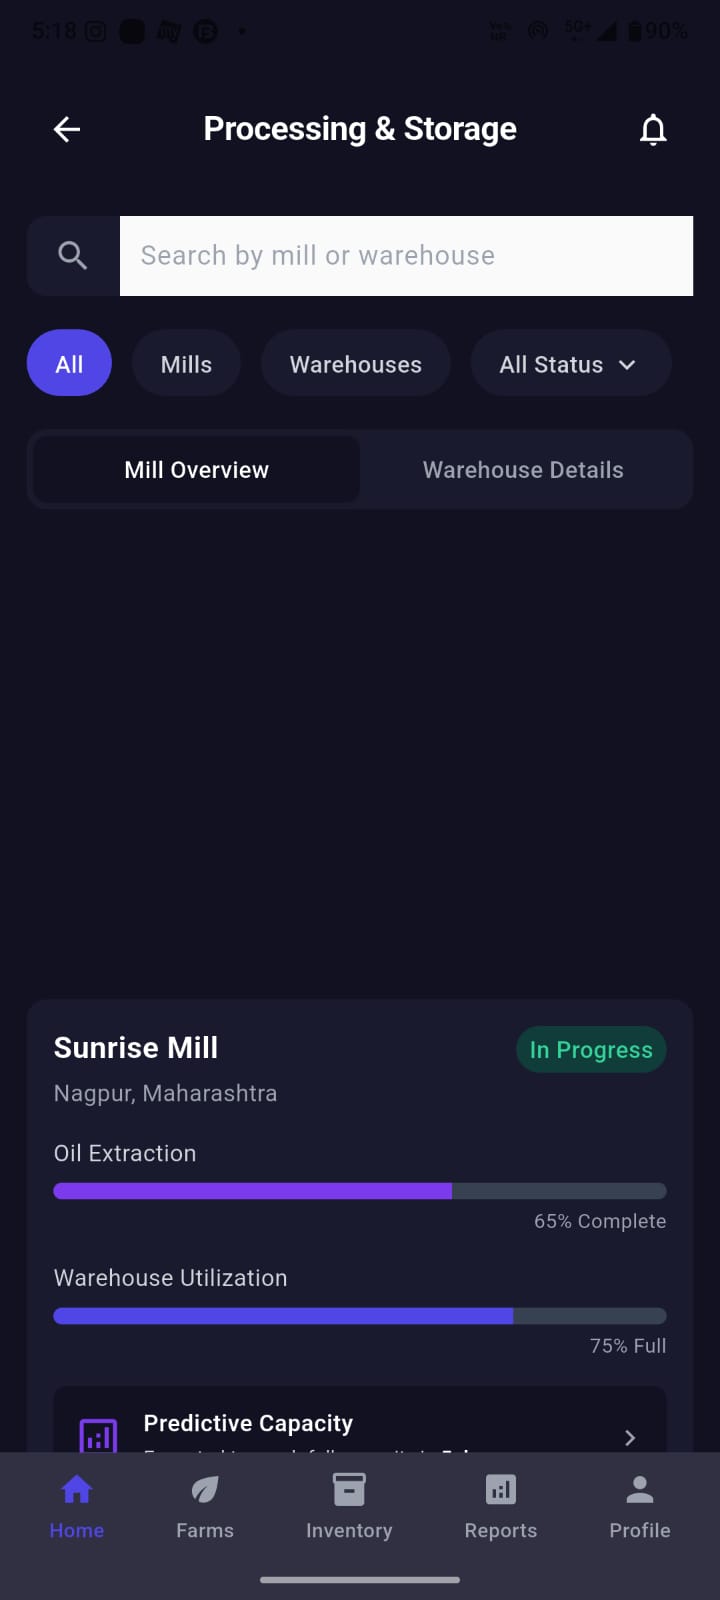 5:18
5G+
90%
Processing & Storage
Search by mill or warehouse
All
Mills
Warehouses
All Status
Mill Overview
Warehouse Details
Sunrise Mill
In Progress
Nagpur, Maharashtra
Oil Extraction
65% Complete
Warehouse Utilization
75% Full
Predictive Capacity
Home
Farms
Inventory
Reports
Profile